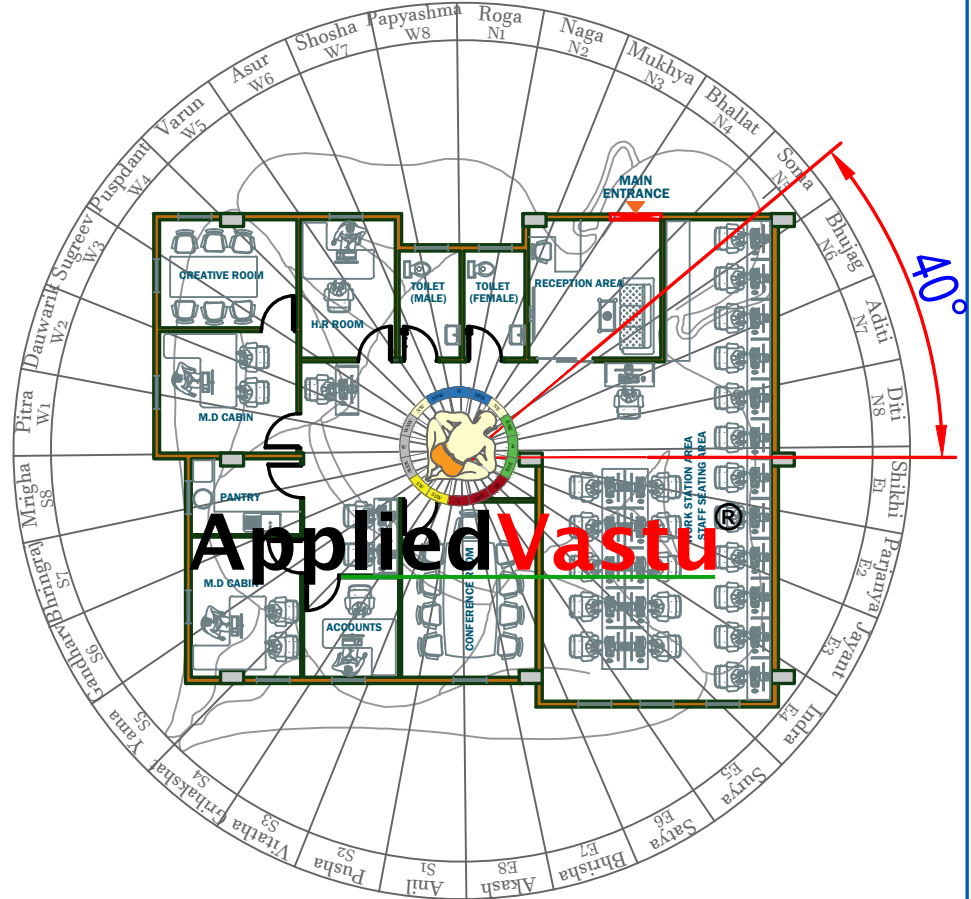 Roga
N1
Naga
N2
Mukhya
N3
Bhallat
N4
Soma
N5
Bhujag
N6
Aditi
N7
Diti
N8
Shikhi
E1
Parjanya
E2
Jayant
E3
Indra
E4
Surya
E5
Satya
E6
Bhrisha
E7
Akash
E8
Anil
S1
Pusha
S2
Vitatha
S3
Grihakshat
S4
Yama
S5
Gandharv
S6
Bhringraj
S7
Mrigha
S8
Pitra
W1
Dauwarik
W2
Sugreev
W3
Puspdant
W4
Varun
W5
Asur
W6
Shosha
W7
Papyashma
W8
40°
MAIN
ENTRANCE
CREATIVE ROOM
H.R ROOM
TOILET
(MALE)
TOILET
(FEMALE)
RECEPTION AREA
M.D CABIN
PANTRY
WORK STATION AREA
STAFF SEATING AREA
AppliedVastu®
M.D CABIN
ACCOUNTS
CONFERENCE ROOM